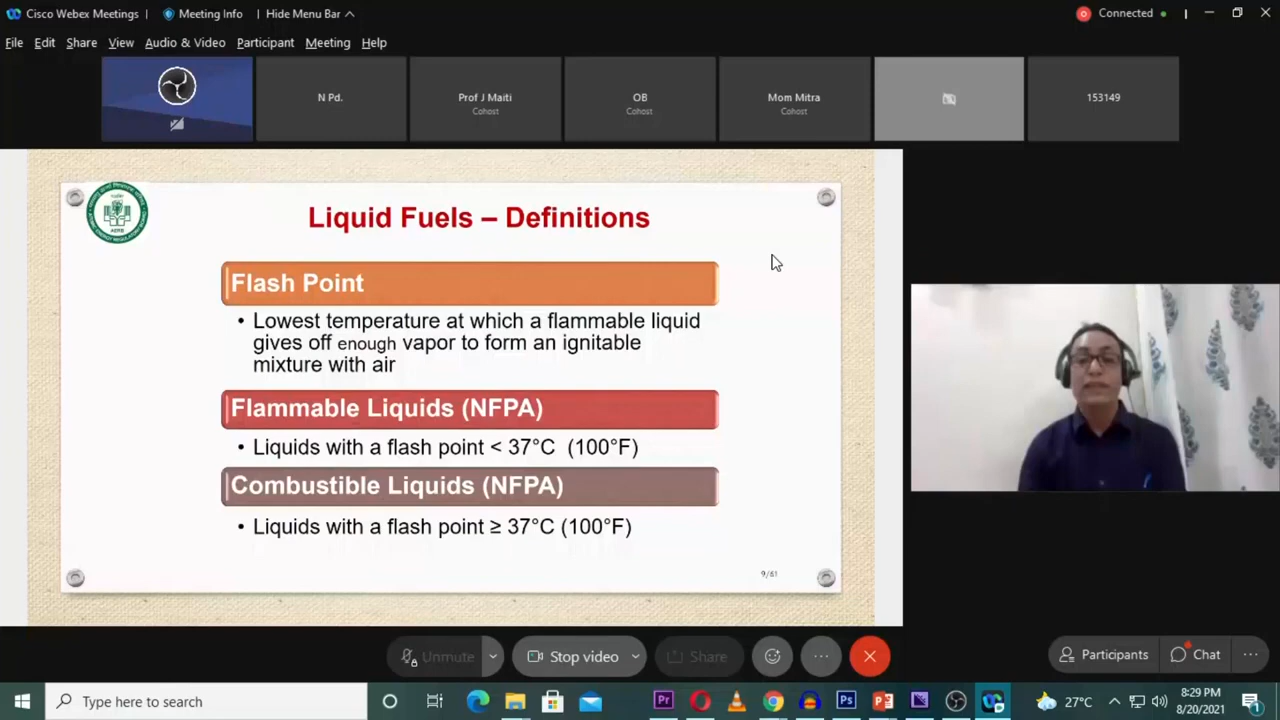 Cisco Webex Meetings
Meeting Info
Hide Menu Bar
Connected
File Edit Share View Audio & Video Participant Meeting Help
N Pd.
Prof J Maiti
Cohost
OB
Cohost
Mom Mitra
Cohost
153149
Liquid Fuels – Definitions
Flash Point
• Lowest temperature at which a flammable liquid
gives off enough vapor to form an ignitable
mixture with air
Flammable Liquids (NFPA)
• Liquids with a flash point < 37°C (100°F)
Combustible Liquids (NFPA)
• Liquids with a flash point ≥ 37°C (100°F)
9/61
Unmute
Stop video
Share
Participants
Chat
Type here to search
Pr
Ps
27°C
8:29 PM
8/20/2021
1